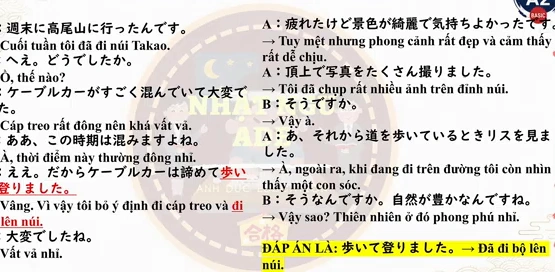 ：週末に高尾山に行ったんです。
Cuối tuần tôi đã đi núi Takao.
：へえ。どうでしたか。
Ồ, thế nào?
：ケーブルカーがすごく混んでいて大変で
た。
Cáp treo rất đông nên khá vất vả.
：ああ、この時期は混みますよね。
À, thời điểm này thường đông nhỉ.
：ええ。だからケーブルカーは諦めて歩い
登りました。
Vâng. Vì vậy tôi bỏ ý định đi cáp treo và đi
lên núi.
：大変でしたね。
Vất vả nhỉ.
A：疲れたけど景色が綺麗で気持ちよかったです。
→ Tuy mệt nhưng phong cảnh rất đẹp và cảm thấy
rất dễ chịu.
A：頂上で写真をたくさん撮りました。
→ Tôi đã chụp rất nhiều ảnh trên đỉnh núi.
B：そうですか。
→ Vậy à.
A：あ、それから道を歩いているときリスを見ま
した。
→ À, ngoài ra, khi đang đi trên đường tôi còn nhìn
thấy một con sóc.
B：そうなんですか。自然が豊かなんですね。
→ Vậy sao? Thiên nhiên ở đó phong phú nhỉ.
ĐÁP ÁN LÀ: 歩いて登りました。→ Đã đi bộ lên
núi.
A2
BASIC
合格